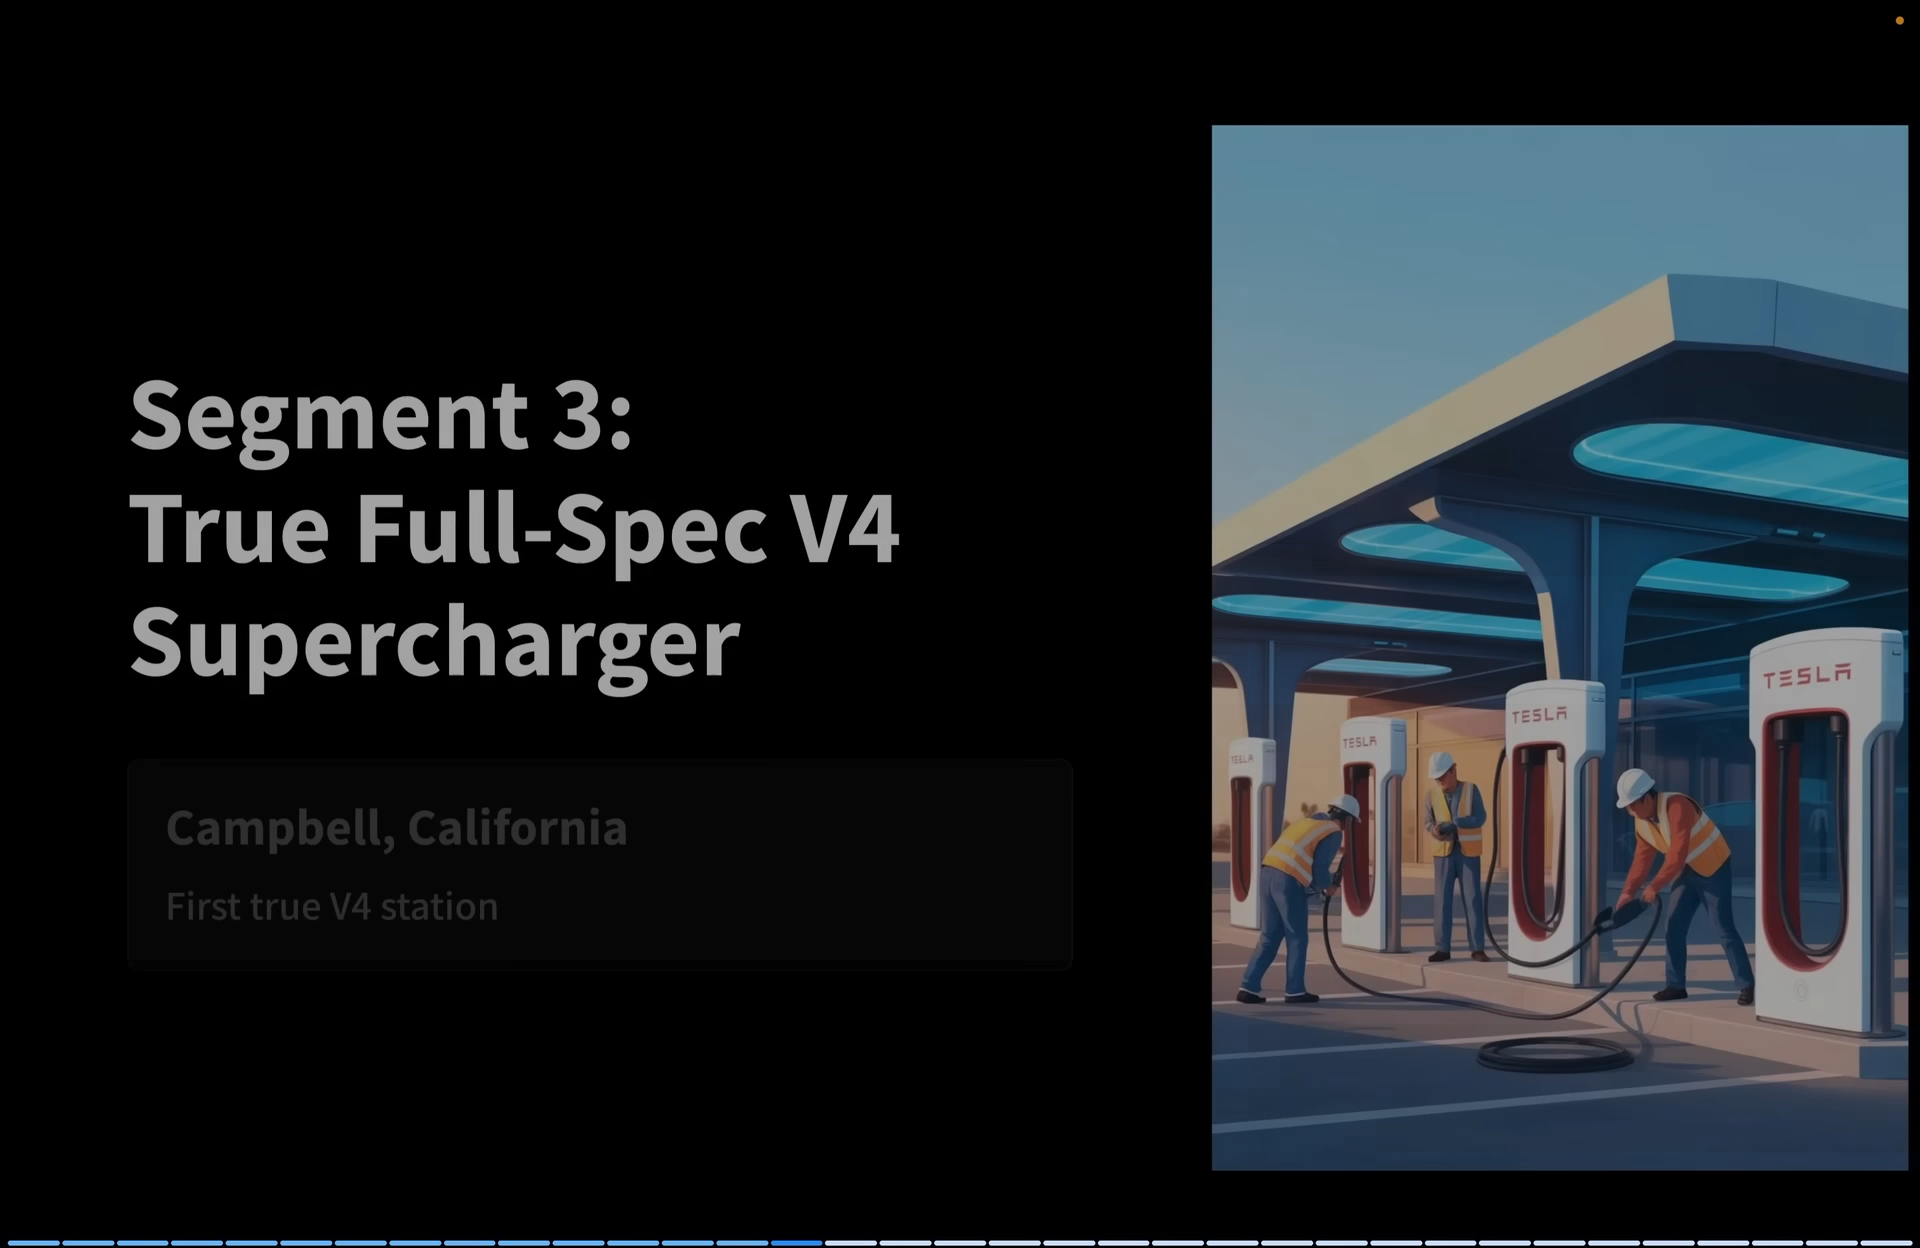 Segment 3:
True Full-Spec V4
Supercharger
Campbell, California
First true V4 station
TESLA
TESLA
TESLA
TESLA